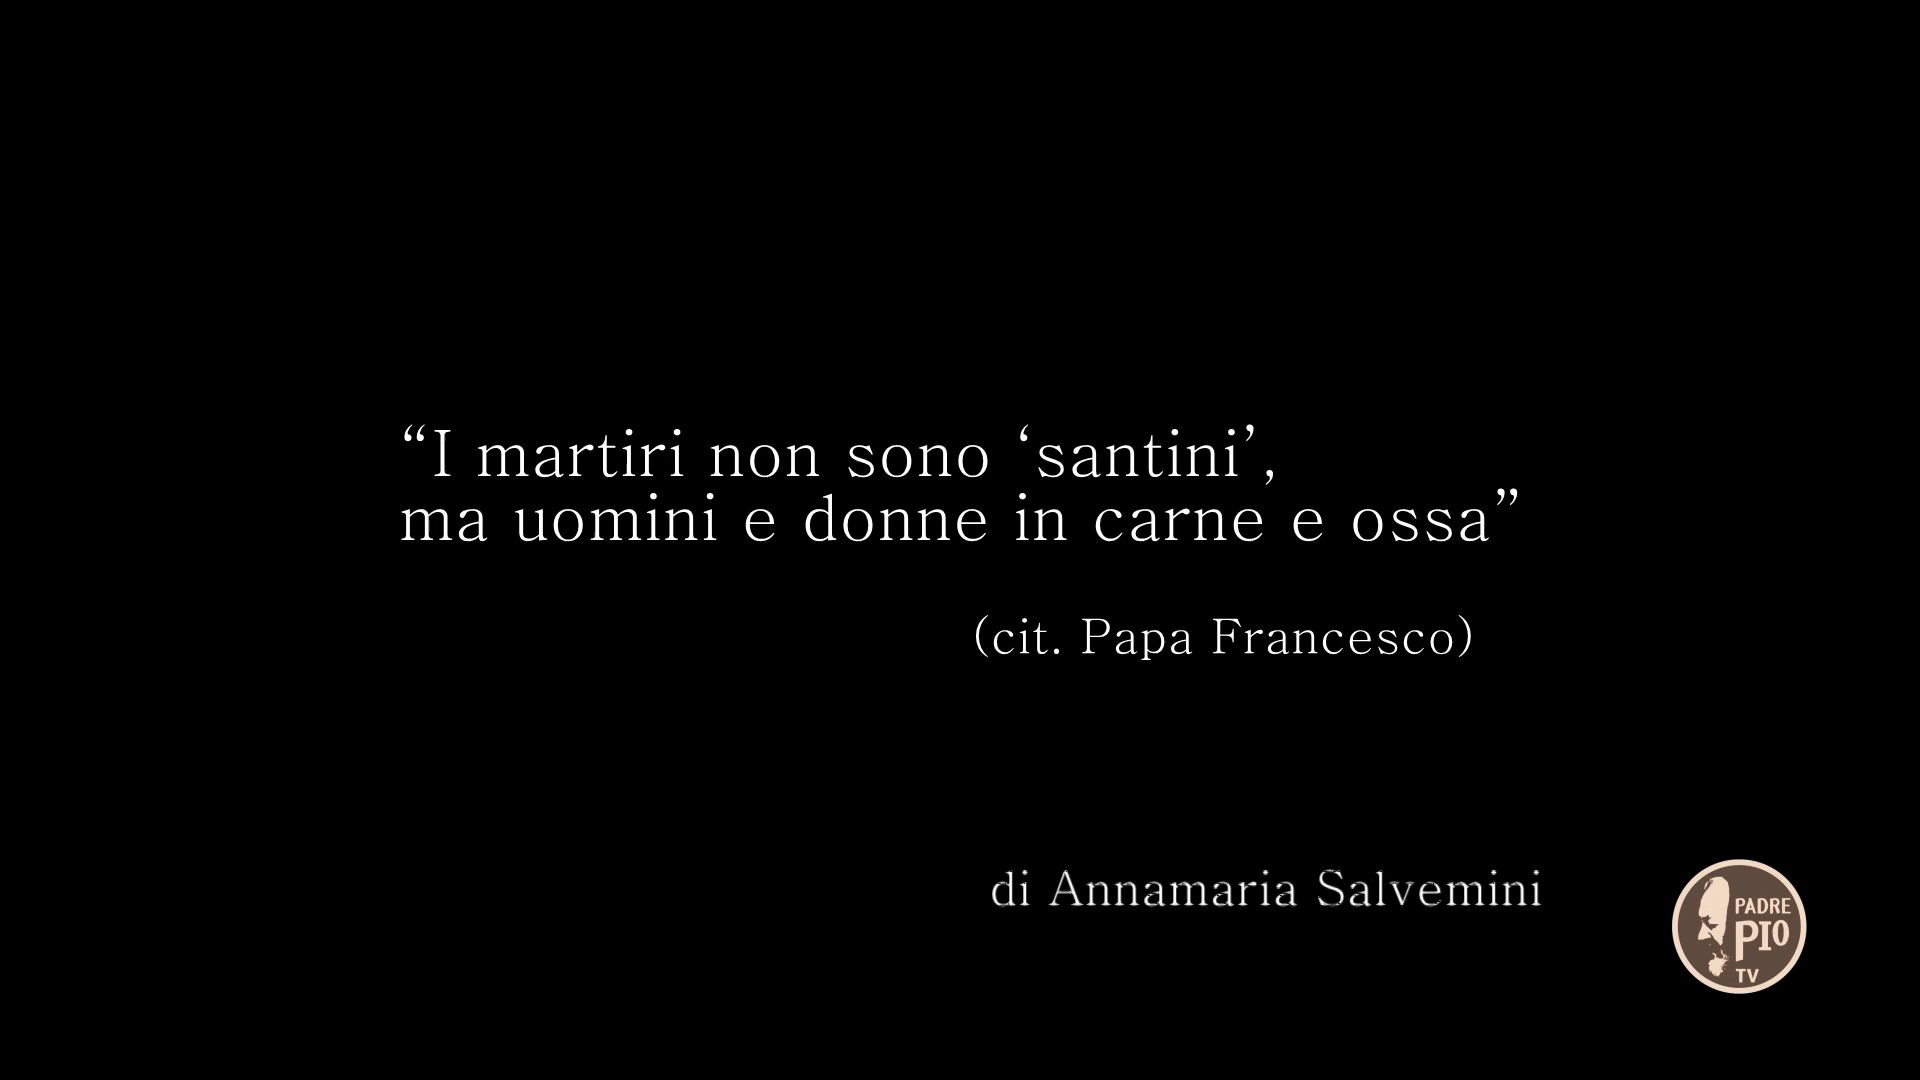 “I martiri non sono ‘santini’,
ma uomini e donne in carne e ossa”
(cit. Papa Francesco)
di Annamaria Salvemini
PADRE
PIO
TV